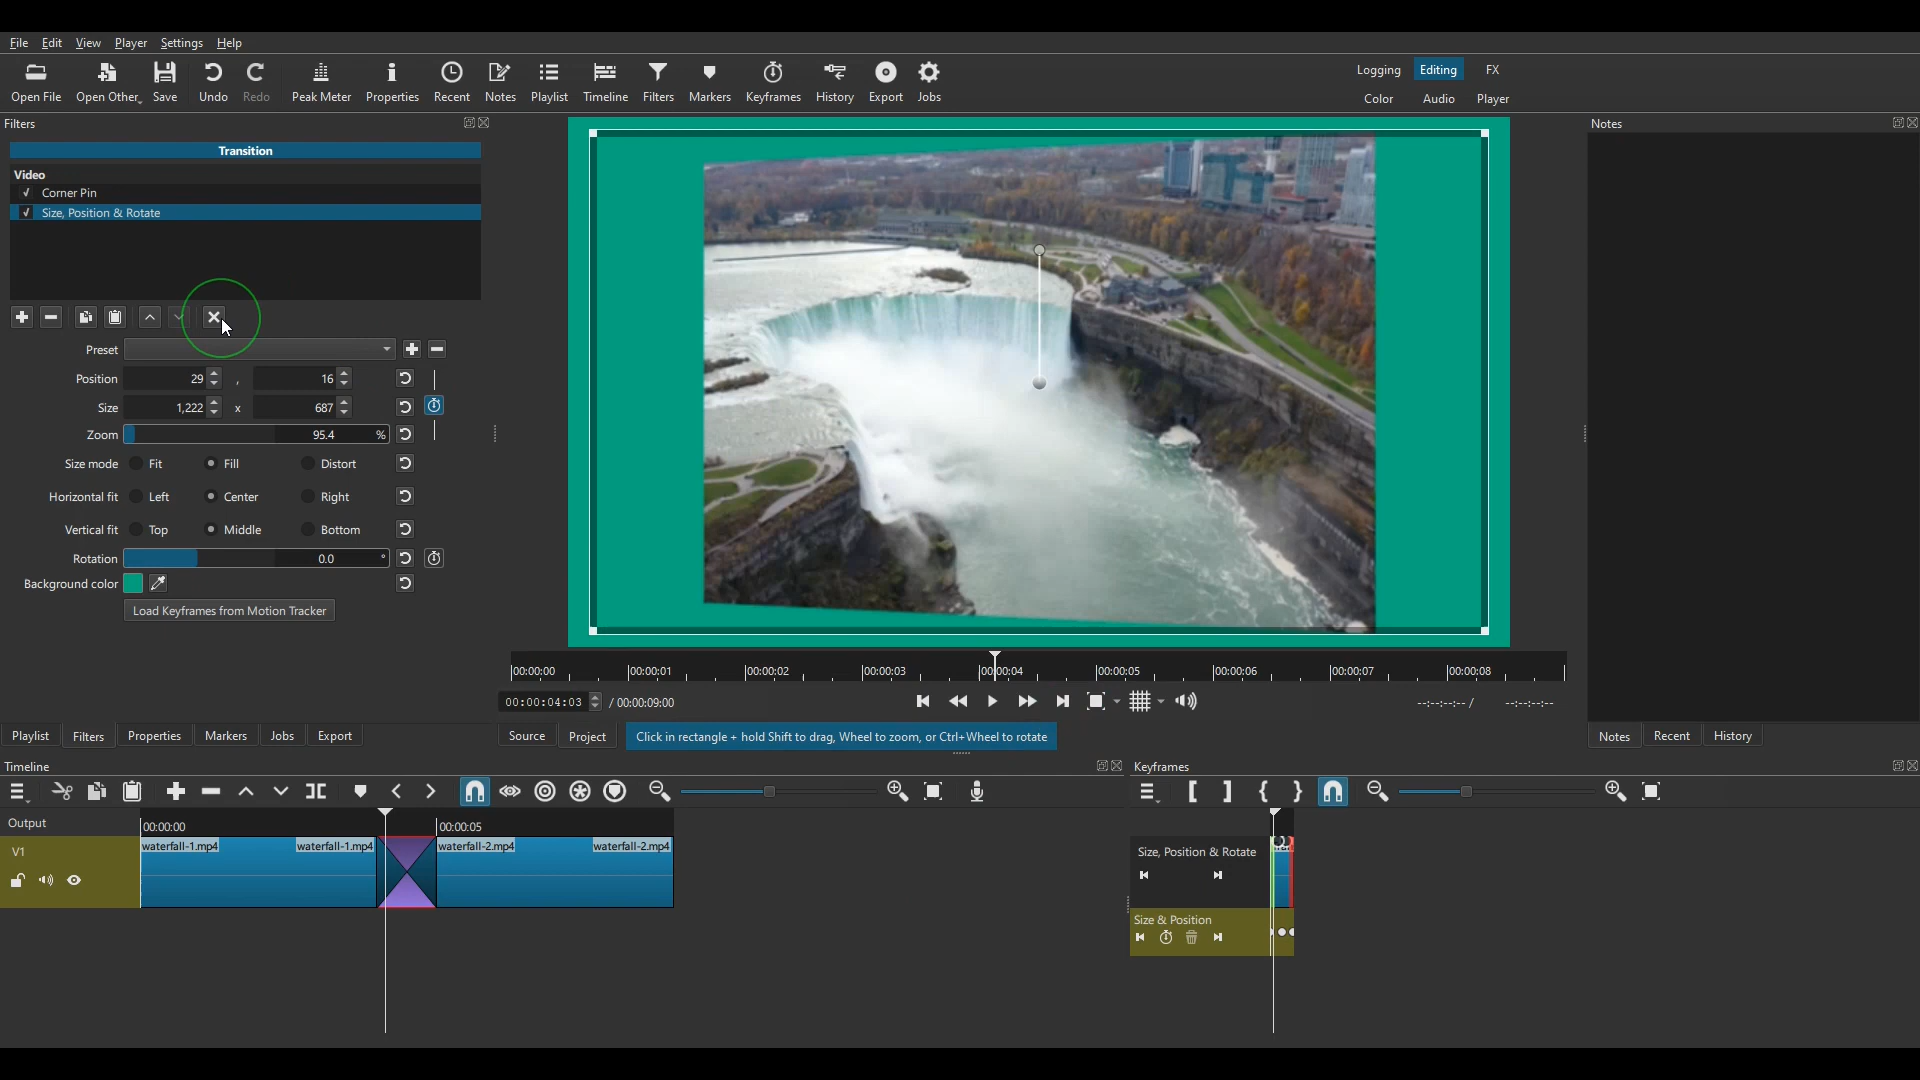 File Edit View Player Settings Help
Open File Open Other Save Undo Redo Peak Meter Properties Recent Notes Playlist Timeline Filters Markers Keyframes History Export Jobs
Logging Editing FX
Color Audio Player
Filters
Transition
Video
Corner Pin
Size, Position & Rotate
Preset
Position 29 , 16
Size 1,222 x 687
Zoom 95.4 %
Size mode Fit Fill Distort
Horizontal fit Left Center Right
Vertical fit Top Middle Bottom
Rotation 0.0 °
Background color
Load Keyframes from Motion Tracker
Notes
00:00:00 00:00:01 00:00:02 00:00:03 00:00:04 00:00:05 00:00:06 00:00:07 00:00:08
00:00:04:03 / 00:00:09:00 --:--:--:-- / --:--:--:--
Playlist Filters Properties Markers Jobs Export
Source Project Click in rectangle + hold Shift to drag, Wheel to zoom, or Ctrl+Wheel to rotate
Notes Recent History
Timeline
Keyframes
Output
00:00:00 00:00:05
V1
waterfall-1.mp4 waterfall-1.mp4 waterfall-2.mp4 waterfall-2.mp4
Size, Position & Rotate
Size & Position